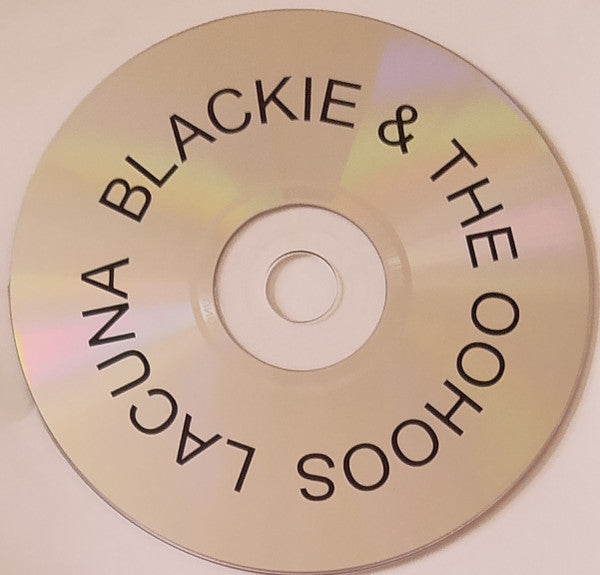 BLACKIE & THE OOHOOS LACUNA